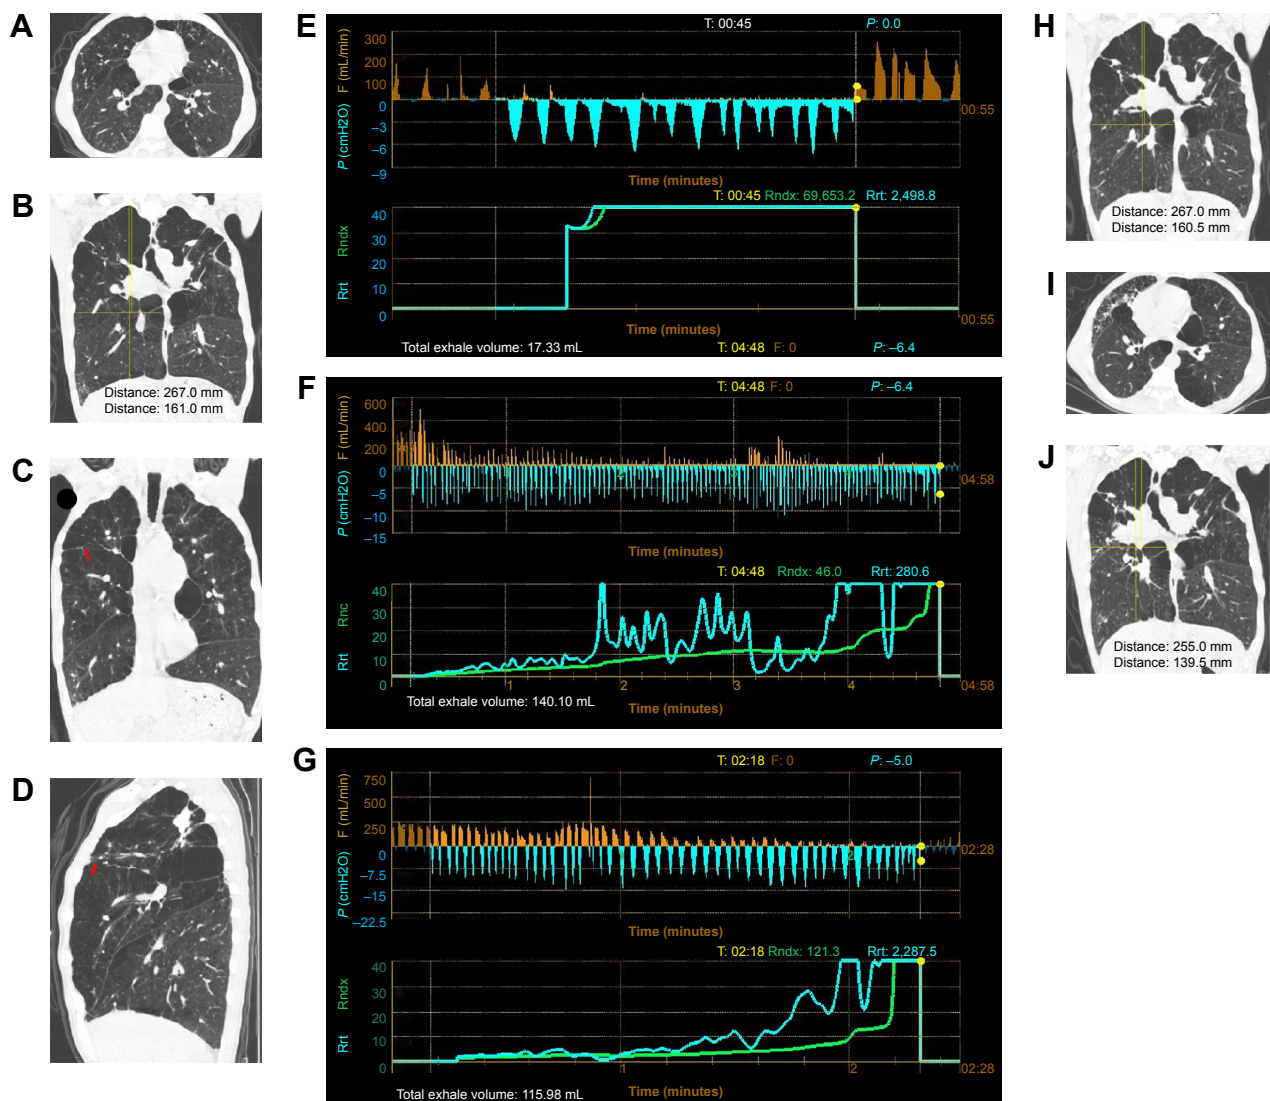 A
B
Distance: 267.0 mm
Distance: 161.0 mm
C
D
E
T: 00:45 P: 0.0
F (mL/min)
P (cmH2O)
300
200
100
0
–3
–6
–9
00:55
Time (minutes)
T: 00:45 Rndx: 69,653.2 Rrt: 2,498.8
Rndx
Rrt
40
30
20
10
0
00:55
Time (minutes)
Total exhale volume: 17.33 mL
T: 04:48 F: 0 P: –6.4
F
T: 04:48 F: 0 P: –6.4
F (mL/min)
P (cmH2O)
600
400
200
0
–5
–10
–15
04:58
Time (minutes)
T: 04:48 Rndx: 46.0 Rrt: 280.6
Rnc
Rrt
40
30
20
10
0
1 2 3 4
04:58
Total exhale volume: 140.10 mL
Time (minutes)
G
T: 02:18 F: 0 P: –5.0
F (mL/min)
P (cmH2O)
750
500
250
0
–7.5
–15
–22.5
02:28
Time (minutes)
T: 02:18 Rndx: 121.3 Rrt: 2,287.5
Rndx
Rrt
40
30
20
10
0
1 2
02:28
Total exhale volume: 115.98 mL
Time (minutes)
H
Distance: 267.0 mm
Distance: 160.5 mm
I
J
Distance: 255.0 mm
Distance: 139.5 mm